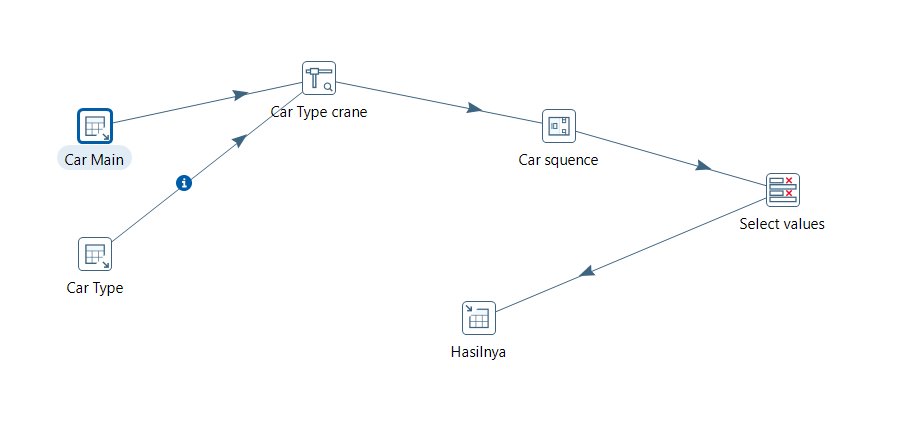 Car Type crane
Car Main
Car squence
Select values
Car Type
Hasilnya